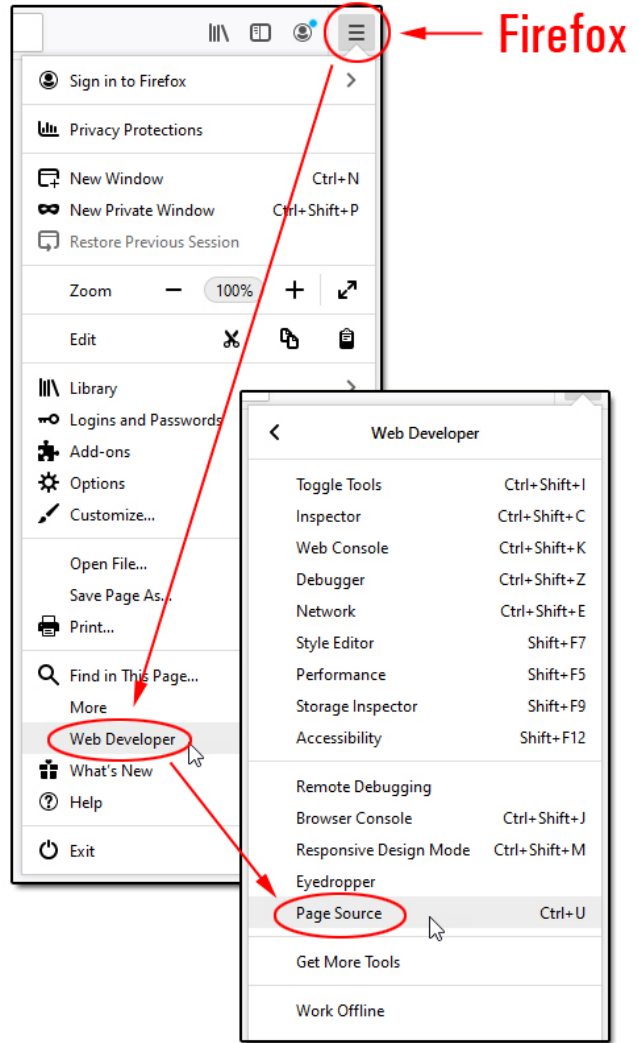 Firefox
Sign in to Firefox
Privacy Protections
New Window Ctrl+N
New Private Window Ctrl+Shift+P
Restore Previous Session
Zoom 100%
Edit
Library
Logins and Passwords
Add-ons
Options
Customize...
Open File...
Save Page As...
Print...
Find in This Page...
More
Web Developer
What's New
Help
Exit
Web Developer
Toggle Tools Ctrl+Shift+I
Inspector Ctrl+Shift+C
Web Console Ctrl+Shift+K
Debugger Ctrl+Shift+Z
Network Ctrl+Shift+E
Style Editor Shift+F7
Performance Shift+F5
Storage Inspector Shift+F9
Accessibility Shift+F12
Remote Debugging
Browser Console Ctrl+Shift+J
Responsive Design Mode Ctrl+Shift+M
Eyedropper
Page Source Ctrl+U
Get More Tools
Work Offline